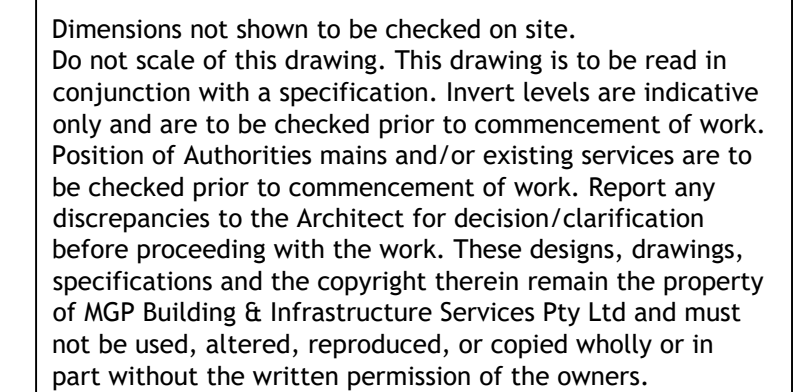 Dimensions not shown to be checked on site.
Do not scale of this drawing. This drawing is to be read in
conjunction with a specification. Invert levels are indicative
only and are to be checked prior to commencement of work.
Position of Authorities mains and/or existing services are to
be checked prior to commencement of work. Report any
discrepancies to the Architect for decision/clarification
before proceeding with the work. These designs, drawings,
specifications and the copyright therein remain the property
of MGP Building & Infrastructure Services Pty Ltd and must
not be used, altered, reproduced, or copied wholly or in
part without the written permission of the owners.